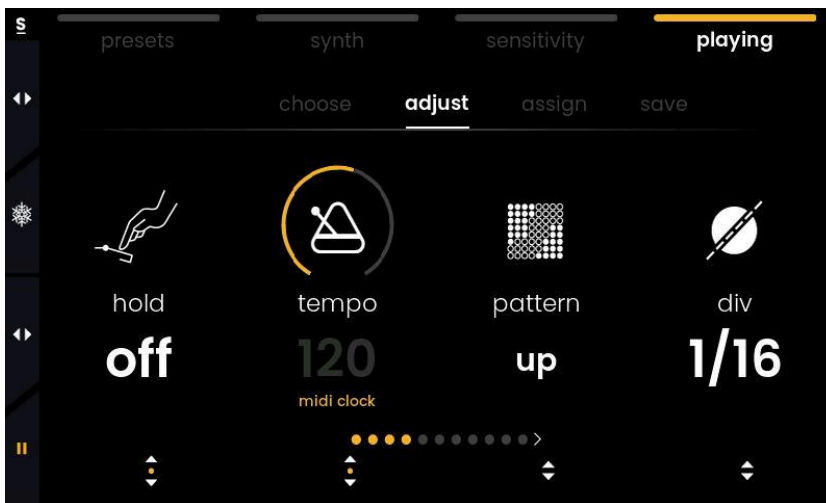 S
presets synth sensitivity playing
choose adjust assign save
hold tempo pattern div
off 120 up 1/16
midi clock